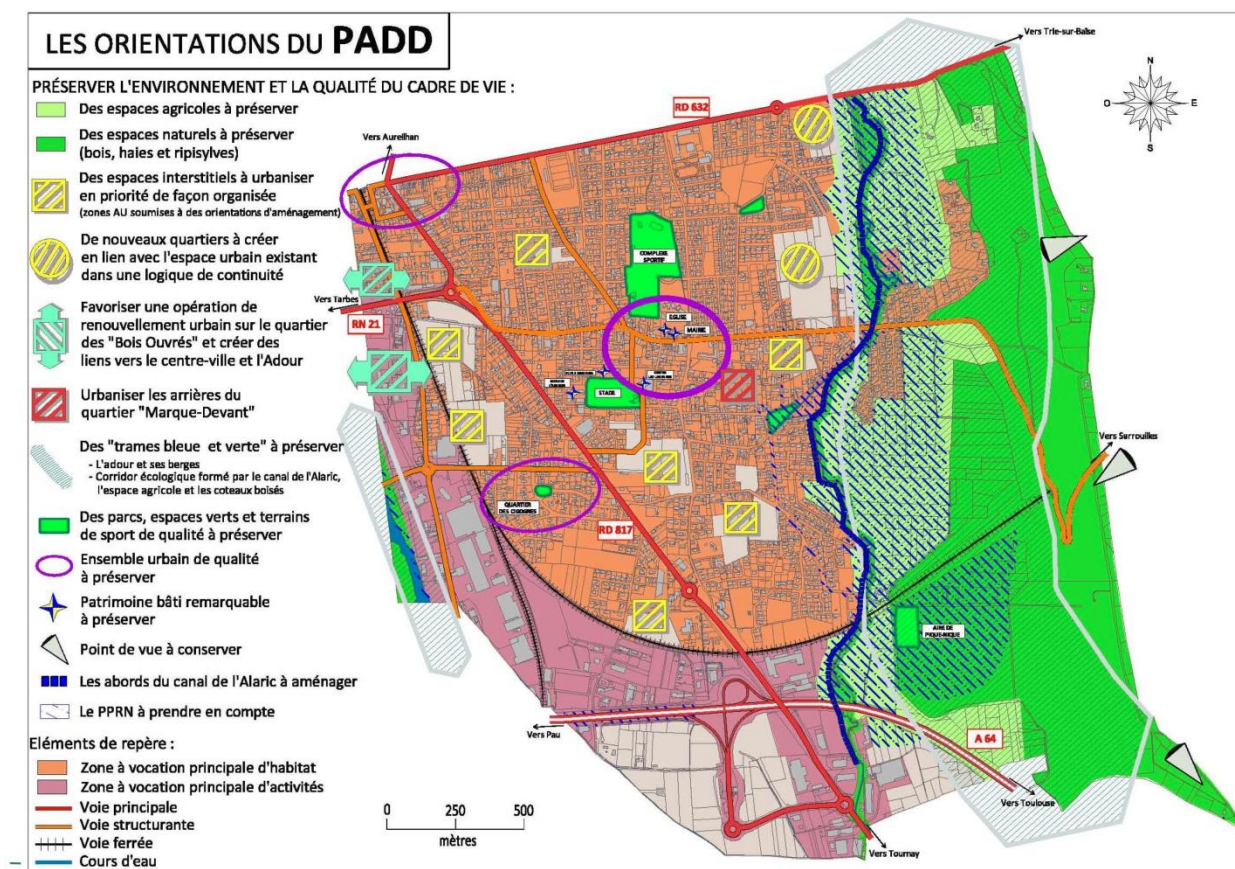 LES ORIENTATIONS DU PADD
PRÉSERVER L'ENVIRONNEMENT ET LA QUALITÉ DU CADRE DE VIE :
Des espaces agricoles à préserver
Des espaces naturels à préserver
(bois, haies et ripisylves)
Des espaces interstitiels à urbaniser
en priorité de façon organisée
(zones AU soumises à des orientations d'aménagement)
De nouveaux quartiers à créer
en lien avec l'espace urbain existant
dans une logique de continuité
Favoriser une opération de
renouvellement urbain sur le quartier
des "Bois Ouvrés" et créer des
liens vers le centre-ville et l'Adour
Urbaniser les arrières du
quartier "Marque-Devant"
Des "trames bleue et verte" à préserver
- L'adour et ses berges
- Corridor écologique formé par le canal de l'Alaric,
l'espace agricole et les coteaux boisés
Des parcs, espaces verts et terrains
de sport de qualité à préserver
Ensemble urbain de qualité
à préserver
Patrimoine bâti remarquable
à préserver
Point de vue à conserver
Les abords du canal de l'Alaric à aménager
Le PPRN à prendre en compte
Eléments de repère :
Zone à vocation principale d'habitat
Zone à vocation principale d'activités
Voie principale
Voie structurante
Voie ferrée
Cours d'eau
0 250 500
mètres
Vers Trie-sur-Baïse
N
O E
S
RD 632
Vers Aureilhan
COMPLEXE
SPORTIF
Vers Tarbes
RN 21
EGLISE
MAIRIE
STADE
Vers Sarrouilles
QUARTIER
DES CIGOGNES
RD 817
AIRE DE
PIQUE-NIQUE
Vers Pau
A 64
Vers Toulouse
Vers Tournay